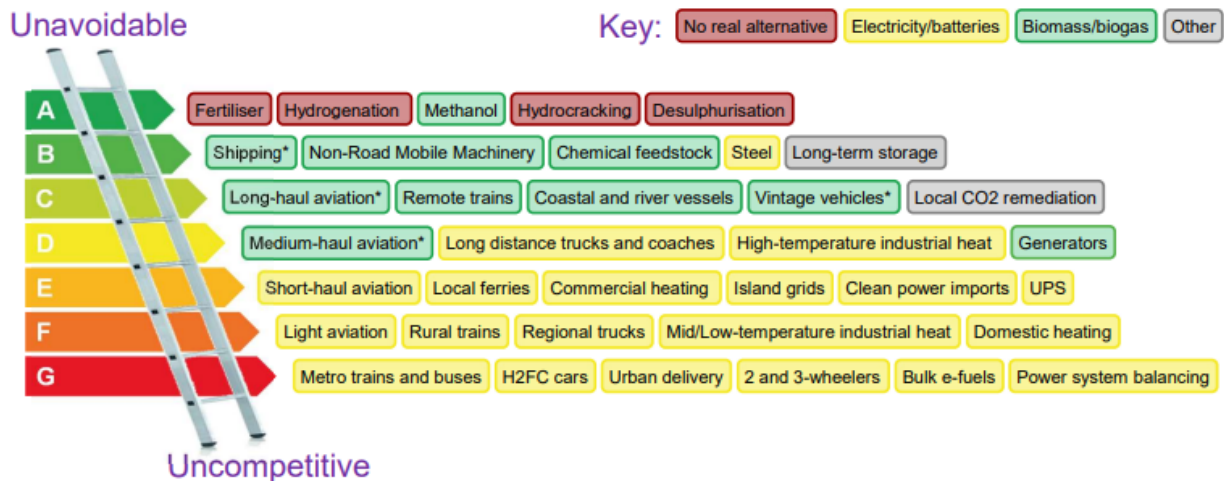 Unavoidable
Key: No real alternative Electricity/batteries Biomass/biogas Other
A Fertiliser Hydrogenation Methanol Hydrocracking Desulphurisation
B Shipping* Non-Road Mobile Machinery Chemical feedstock Steel Long-term storage
C Long-haul aviation* Remote trains Coastal and river vessels Vintage vehicles* Local CO2 remediation
D Medium-haul aviation* Long distance trucks and coaches High-temperature industrial heat Generators
E Short-haul aviation Local ferries Commercial heating Island grids Clean power imports UPS
F Light aviation Rural trains Regional trucks Mid/Low-temperature industrial heat Domestic heating
G Metro trains and buses H2FC cars Urban delivery 2 and 3-wheelers Bulk e-fuels Power system balancing
Uncompetitive